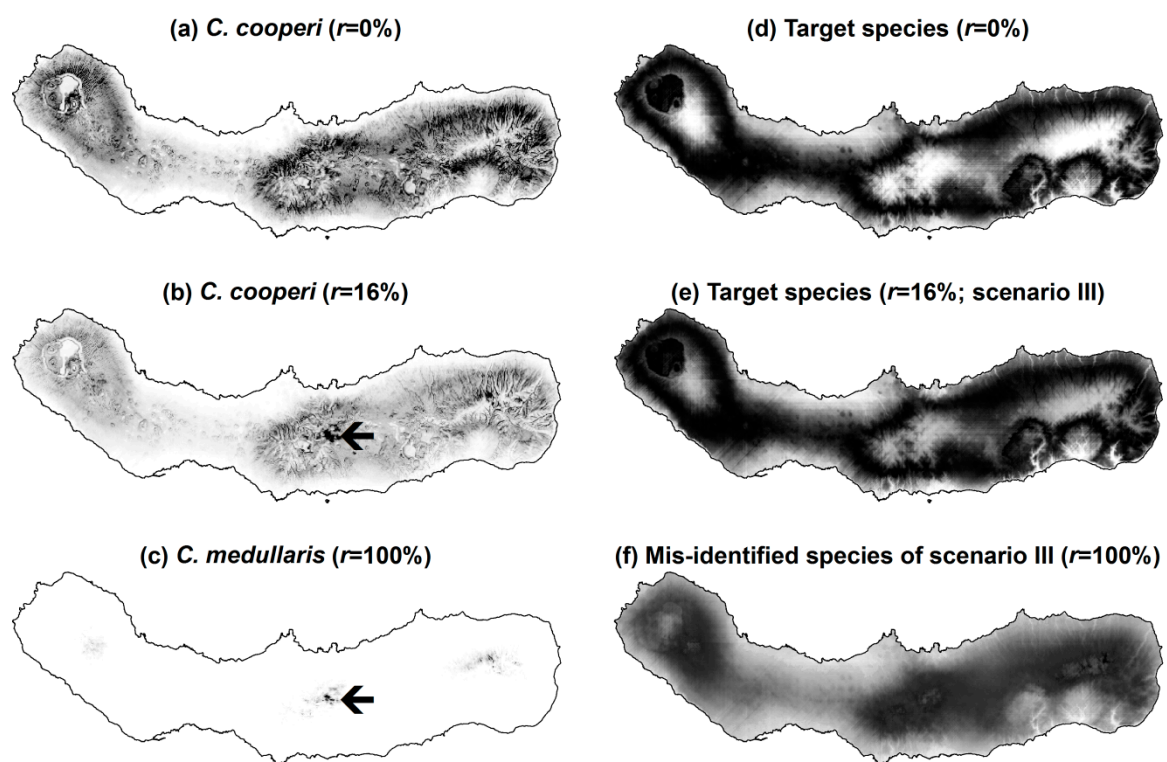 (a) C. cooperi (r=0%)
(d) Target species (r=0%)
(b) C. cooperi (r=16%)
(e) Target species (r=16%; scenario III)
(c) C. medullaris (r=100%)
(f) Mis-identified species of scenario III (r=100%)